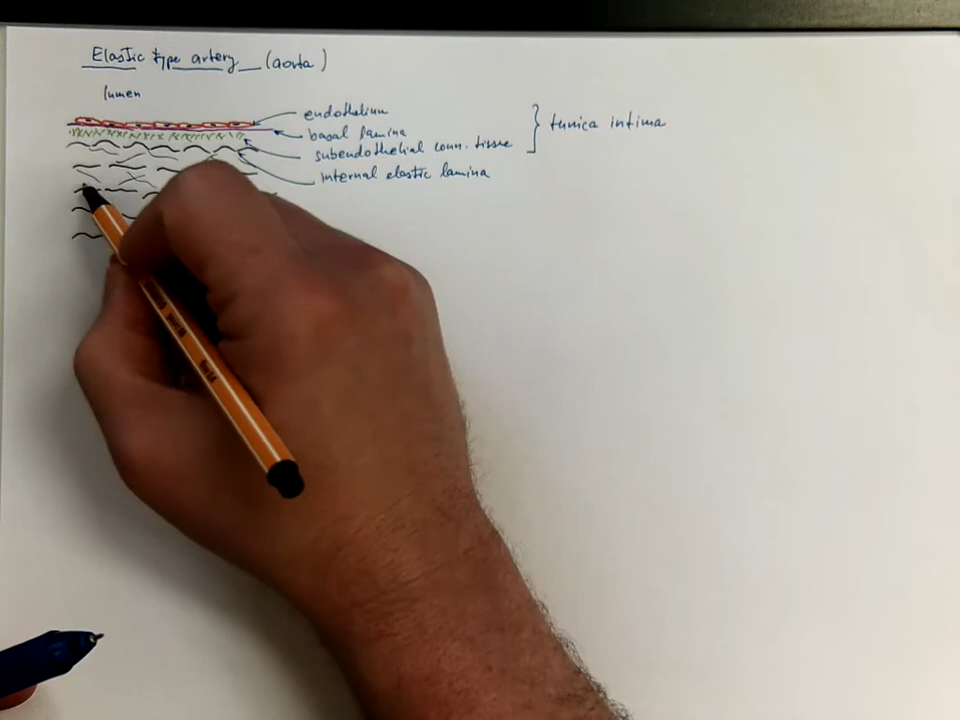 Elastic type artery (aorta)
lumen
endothelium
basal lamina
subendothelial conn. tissue
internal elastic lamina
tunica intima